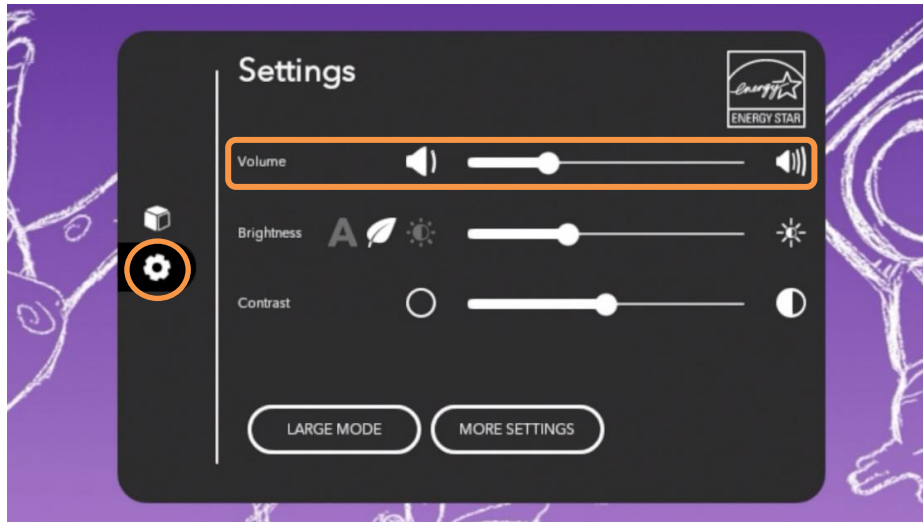 Settings
energy
ENERGY STAR
Volume
Brightness A
Contrast
LARGE MODE MORE SETTINGS